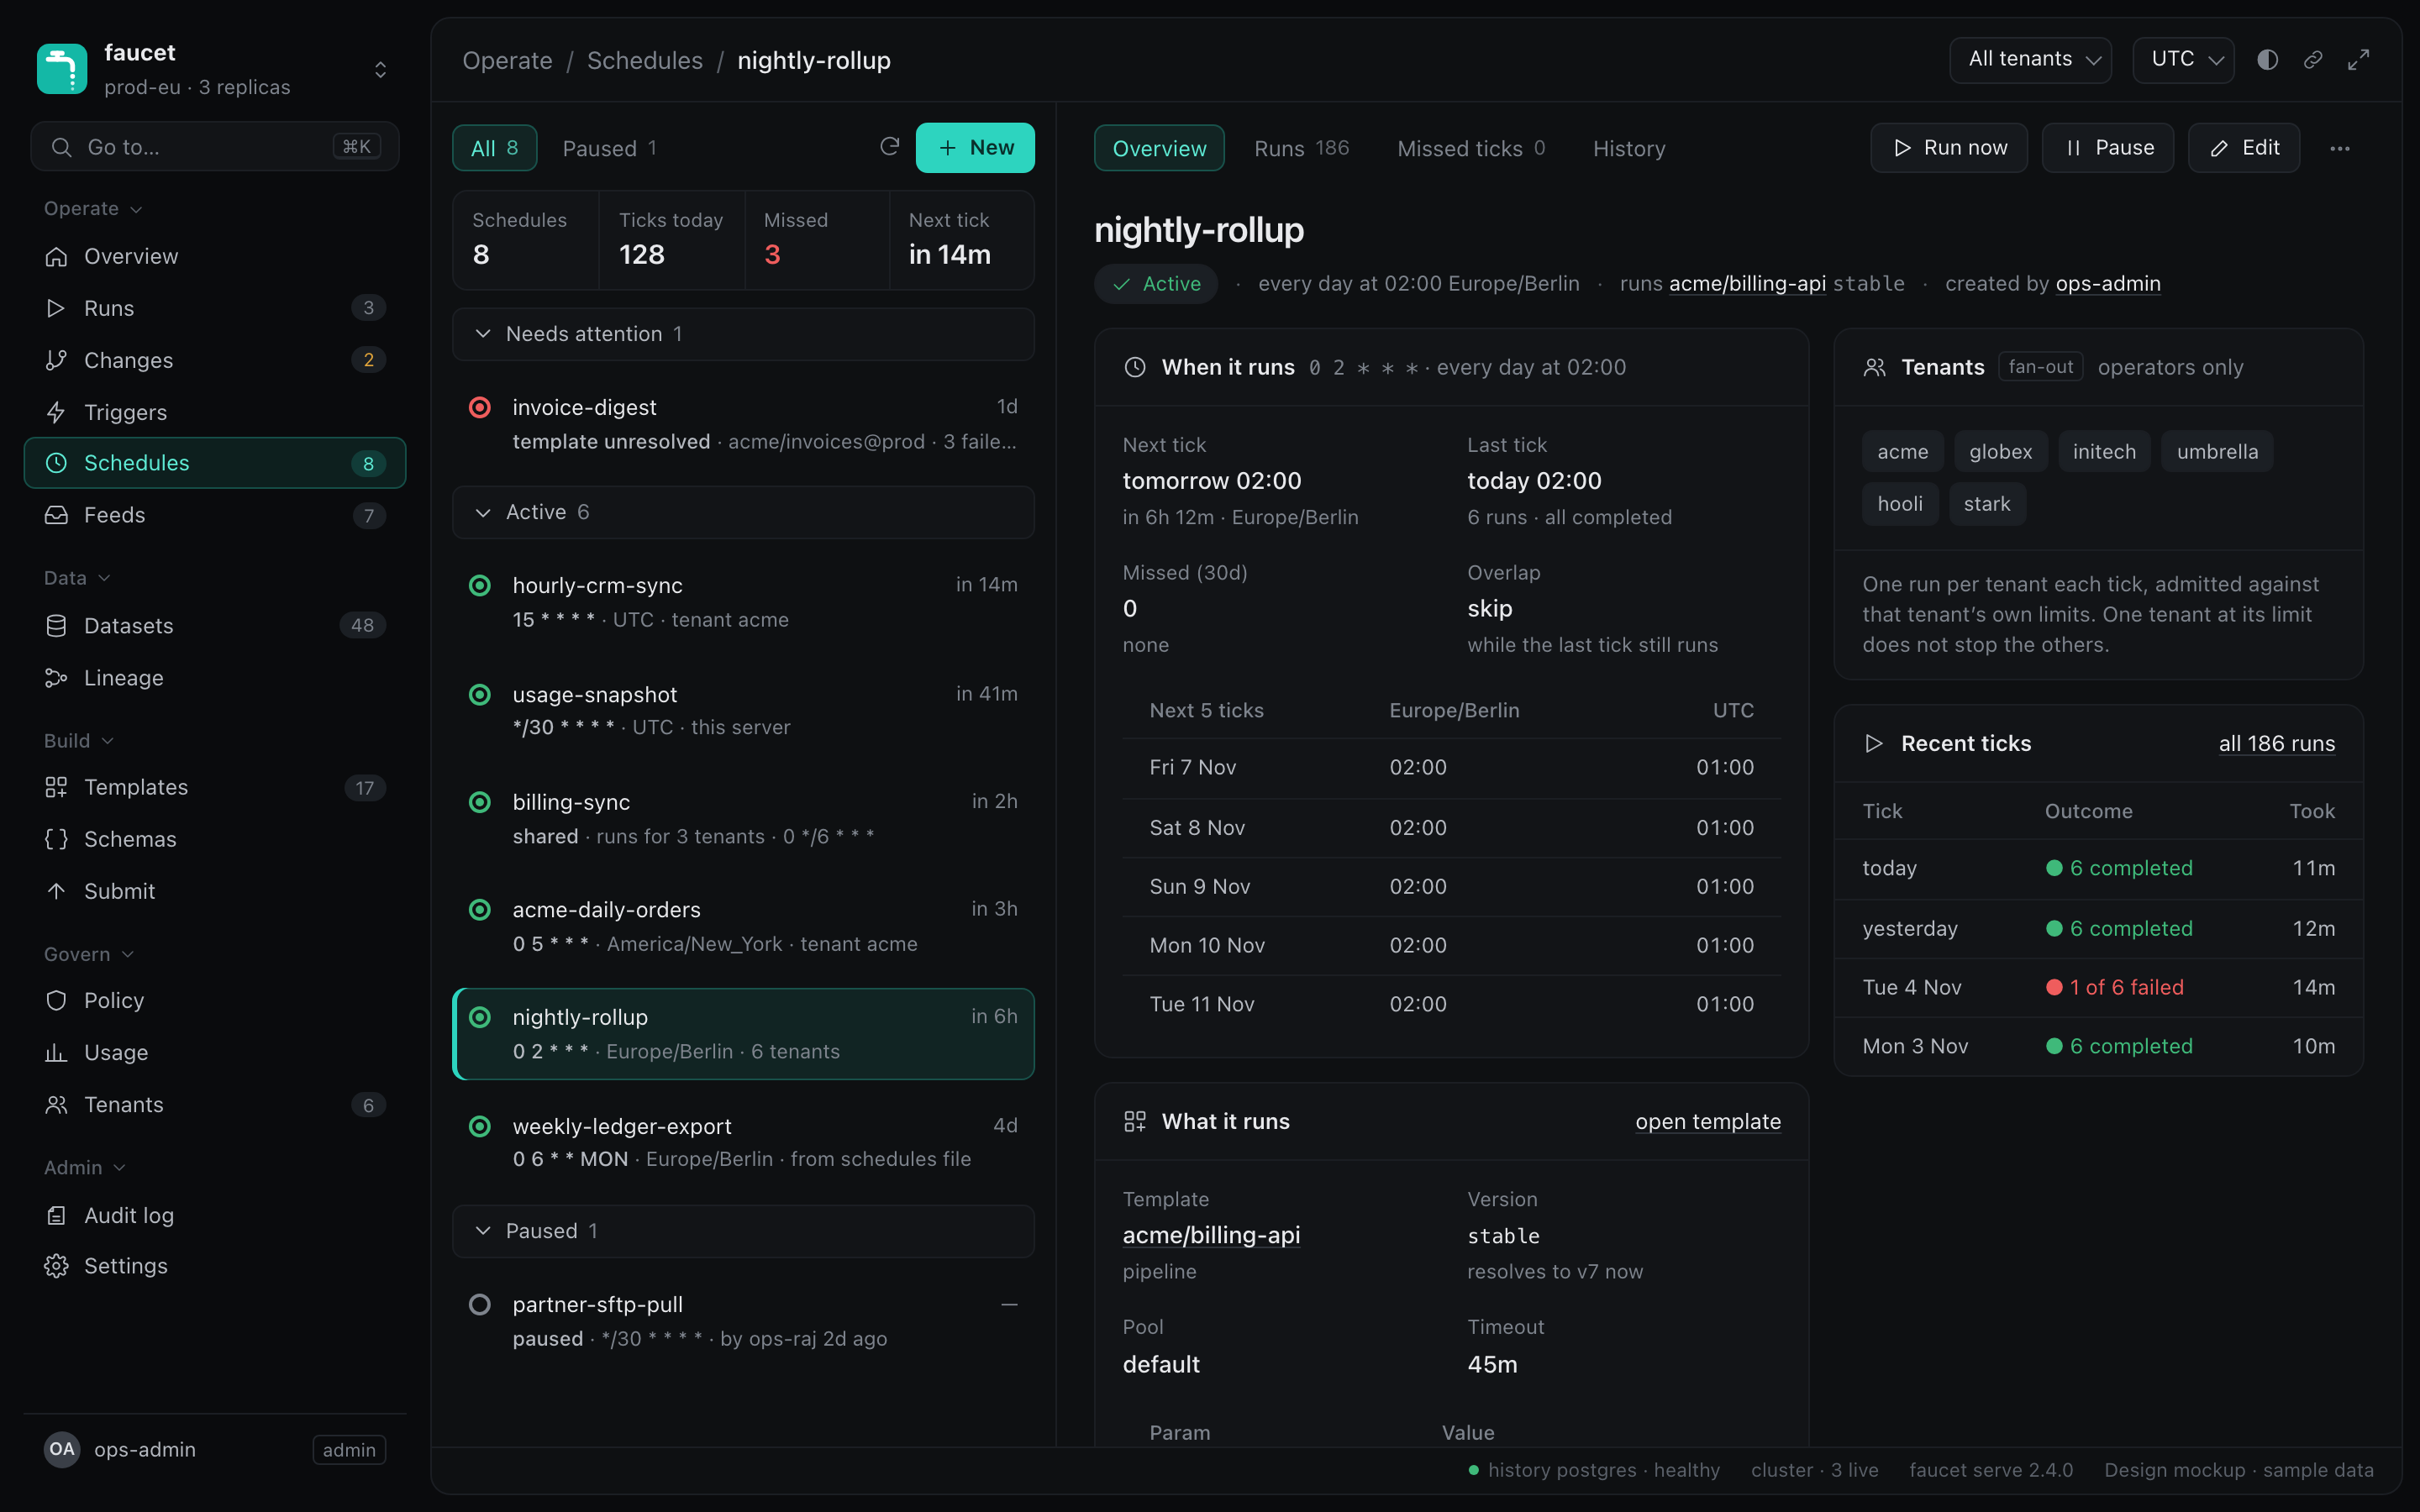 faucet
prod-eu · 3 replicas
Go to...
⌘K
Operate
Overview
Runs 3
Changes 2
Triggers
Schedules 8
Feeds 7
Data
Datasets 48
Lineage
Build
Templates 17
Schemas
Submit
Govern
Policy
Usage
Tenants 6
Admin
Audit log
Settings
OA ops-admin admin
Operate / Schedules / nightly-rollup
All tenants
UTC
All 8 Paused 1
New
Schedules
8
Ticks today
128
Missed
3
Next tick
in 14m
Needs attention 1
invoice-digest 1d
template unresolved · acme/invoices@prod · 3 faile...
Active 6
hourly-crm-sync in 14m
15 * * * * · UTC · tenant acme
usage-snapshot in 41m
*/30 * * * * · UTC · this server
billing-sync in 2h
shared · runs for 3 tenants · 0 */6 * * *
acme-daily-orders in 3h
0 5 * * * · America/New_York · tenant acme
nightly-rollup in 6h
0 2 * * * · Europe/Berlin · 6 tenants
weekly-ledger-export 4d
0 6 * * MON · Europe/Berlin · from schedules file
Paused 1
partner-sftp-pull —
paused · */30 * * * * · by ops-raj 2d ago
Overview Runs 186 Missed ticks 0 History
Run now Pause Edit ...
nightly-rollup
Active · every day at 02:00 Europe/Berlin · runs acme/billing-api stable · created by ops-admin
When it runs 0 2 * * * · every day at 02:00
Next tick
tomorrow 02:00
in 6h 12m · Europe/Berlin
Last tick
today 02:00
6 runs · all completed
Missed (30d)
0
none
Overlap
skip
while the last tick still runs
Next 5 ticks Europe/Berlin UTC
Fri 7 Nov 02:00 01:00
Sat 8 Nov 02:00 01:00
Sun 9 Nov 02:00 01:00
Mon 10 Nov 02:00 01:00
Tue 11 Nov 02:00 01:00
What it runs open template
Template
acme/billing-api
pipeline
Version
stable
resolves to v7 now
Pool
default
Timeout
45m
Param Value
Tenants fan-out operators only
acme globex initech umbrella
hooli stark
One run per tenant each tick, admitted against
that tenant’s own limits. One tenant at its limit
does not stop the others.
Recent ticks all 186 runs
Tick Outcome Took
today 6 completed 11m
yesterday 6 completed 12m
Tue 4 Nov 1 of 6 failed 14m
Mon 3 Nov 6 completed 10m
history postgres · healthy cluster · 3 live faucet serve 2.4.0 Design mockup · sample data